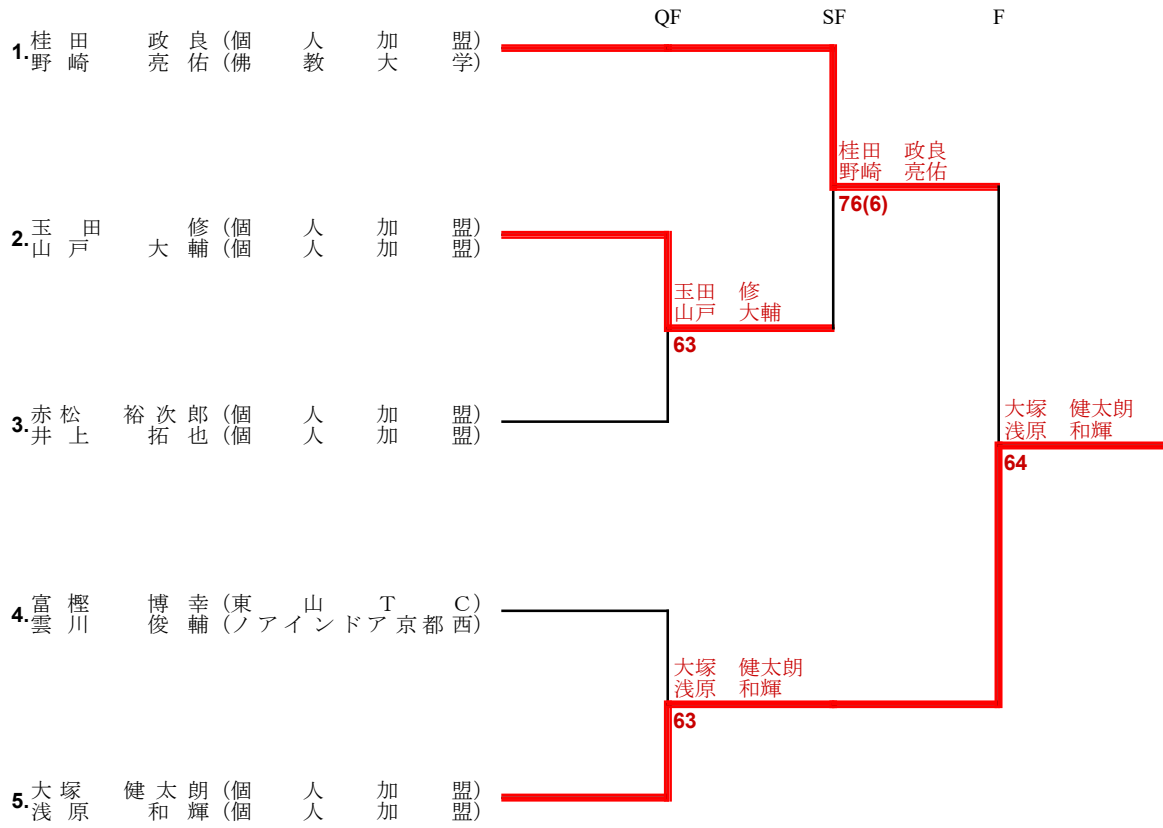 QF SF F
1. 桂田 政良 (個人加盟)
野崎 亮佑 (佛教大学)
桂田 政良
野崎 亮佑
76(6)
2. 玉田 修 (個人加盟)
山戸 大輔 (個人加盟)
玉田 修
山戸 大輔
63
3. 赤松 裕次郎 (個人加盟)
井上 拓也 (個人加盟)
大塚 健太朗
浅原 和輝
64
4. 富樫 博幸 (東山TC)
雲川 俊輔 (ノアインドア京都西)
大塚 健太朗
浅原 和輝
63
5. 大塚 健太朗 (個人加盟)
浅原 和輝 (個人加盟)